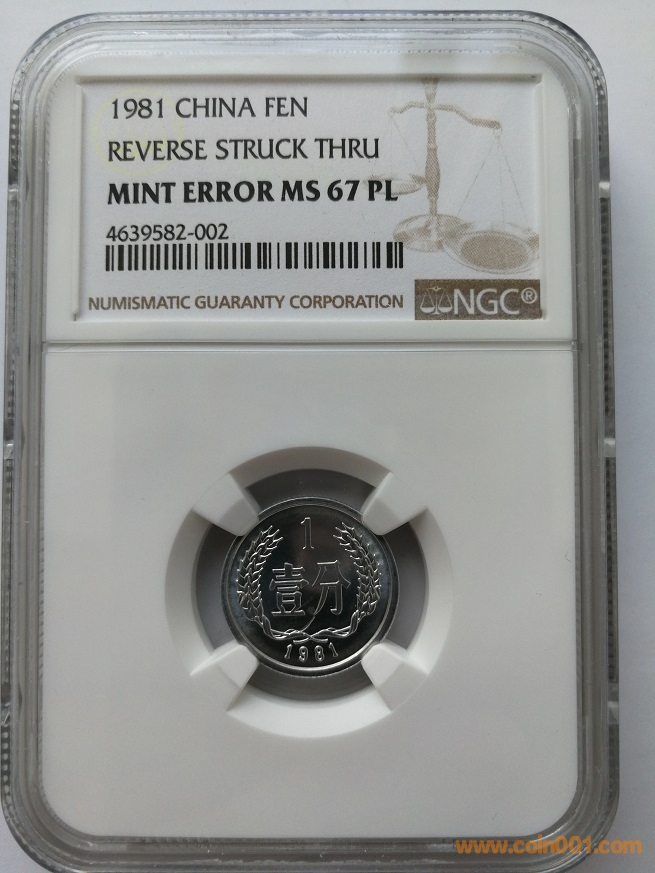 1981 CHINA FEN
REVERSE STRUCK THRU
MINT ERROR MS 67 PL
4639582-002
NUMISMATIC GUARANTY CORPORATION NGC®
1
壹分
1981
www.coin001.com